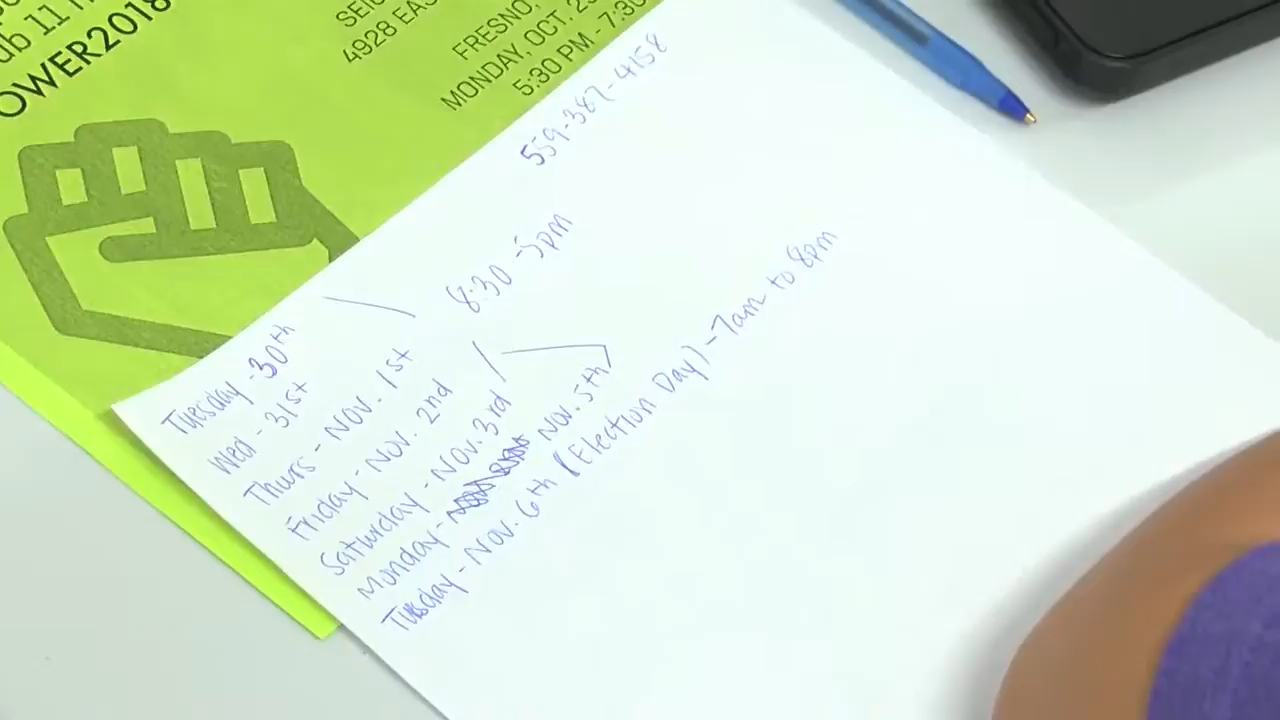 OWER2018
4928 EAS
FRESNO,
MONDAY, OCT. 2
5:30 PM - 7:30
559-387-4158
8:30 - 5pm
Tuesday - 30th
Wed - 31st
Thurs - Nov. 1st
Friday - Nov. 2nd
Saturday - Nov. 3rd
Monday - Nov. 5th
Tuesday - Nov. 6th (Election Day) - 7am to 8pm